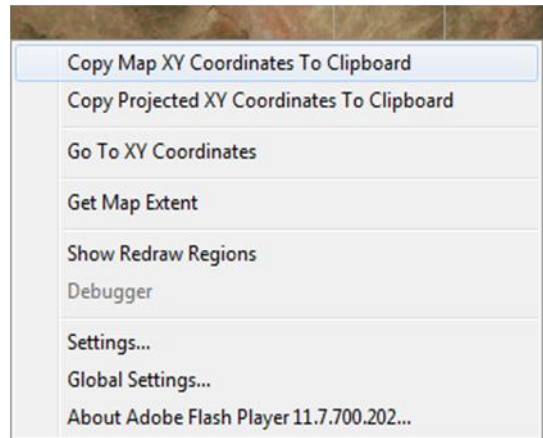 Copy Map XY Coordinates To Clipboard
Copy Projected XY Coordinates To Clipboard
Go To XY Coordinates
Get Map Extent
Show Redraw Regions
Debugger
Settings...
Global Settings...
About Adobe Flash Player 11.7.700.202...